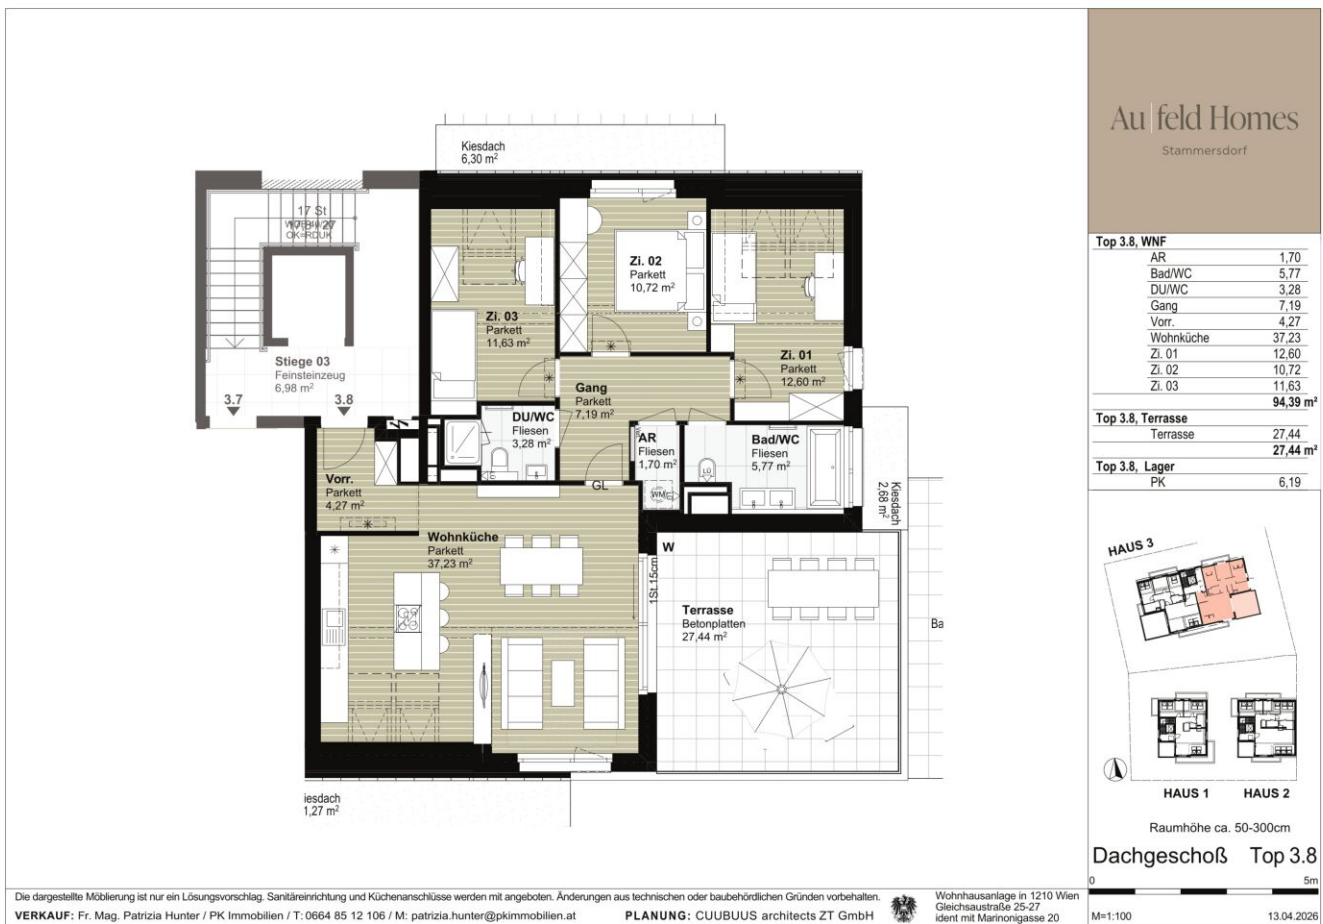 Kiesdach
6,30 m²
17 St
OK=RDUK
Stiege 03
Feinsteinzeug
6,98 m²
3.7
3.8
Zi. 03
Parkett
11,63 m²
Zi. 02
Parkett
10,72 m²
Zi. 01
Parkett
12,60 m²
Gang
Parkett
7,19 m²
DU/WC
Fliesen
3,28 m²
AR
Fliesen
1,70 m²
WM
Bad/WC
Fliesen
5,77 m²
LÜ
GL
Vorr.
Parkett
4,27 m²
Kiesdach
2,68 m²
Wohnküche
Parkett
37,23 m²
1St.15cm
W
Terrasse
Betonplatten
27,44 m²
Ba
iesdach
1,27 m²
Au|feld Homes
Stammersdorf
Top 3.8, WNF
AR 1,70
Bad/WC 5,77
DU/WC 3,28
Gang 7,19
Vorr. 4,27
Wohnküche 37,23
Zi. 01 12,60
Zi. 02 10,72
Zi. 03 11,63
94,39 m²
Top 3.8, Terrasse
Terrasse 27,44
27,44 m²
Top 3.8, Lager
PK 6,19
HAUS 3
HAUS 1 HAUS 2
Raumhöhe ca. 50-300cm
Dachgeschoß Top 3.8
0 5m
M=1:100 13.04.2026
Die dargestellte Möblierung ist nur ein Lösungsvorschlag. Sanitäreinrichtung und Küchenanschlüsse werden mit angeboten. Änderungen aus technischen oder baubehördlichen Gründen vorbehalten.
VERKAUF: Fr. Mag. Patrizia Hunter / PK Immobilien / T: 0664 85 12 106 / M: patrizia.hunter@pkimmobilien.at PLANUNG: CUUBUUS architects ZT GmbH
Wohnhausanlage in 1210 Wien
Gleichsaustraße 25-27
ident mit Marinonigasse 20